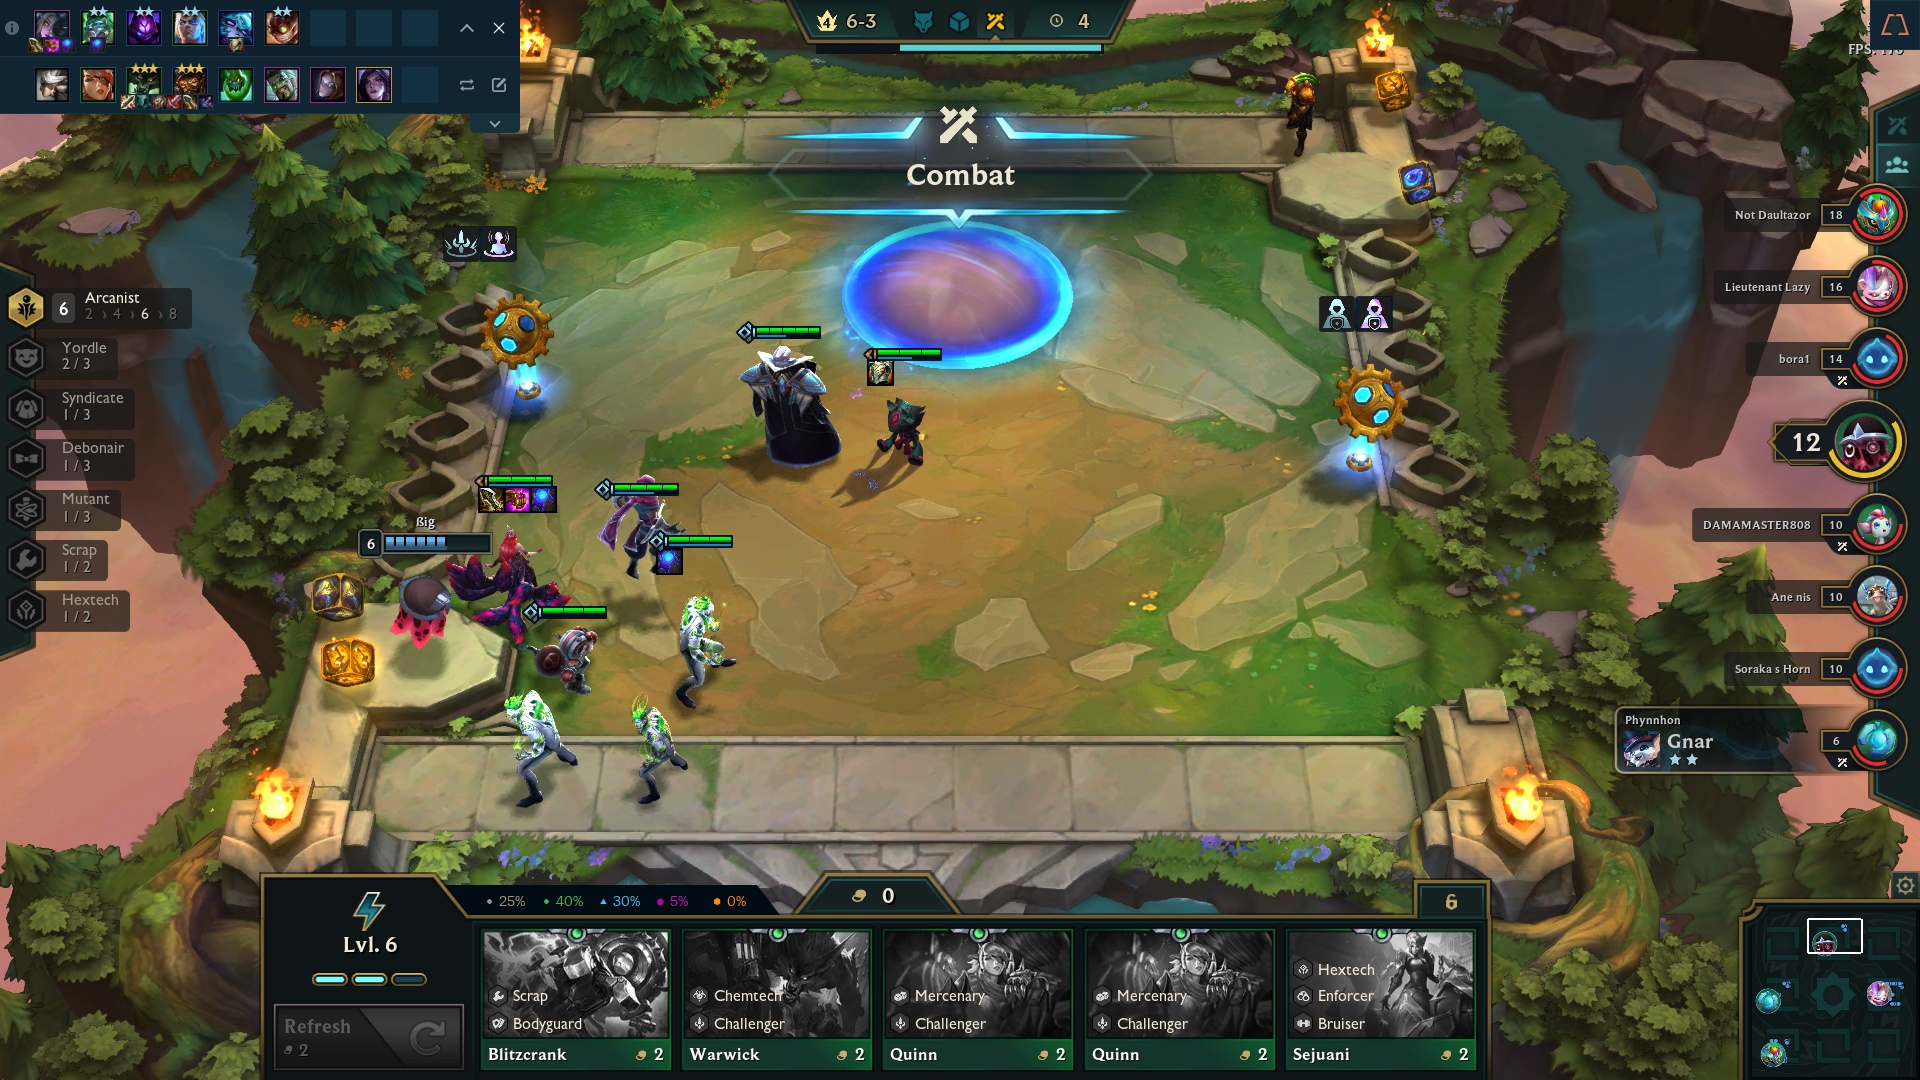 6-3
4
FPS:
Combat
Not Daultazor
18
Lieutenant Lazy
16
bora1
14
12
DAMAMASTER808
10
Ane nis
10
Soraka s Horn
10
Phynnhon
Gnar
6
6
Arcanist
2 › 4 › 6 › 8
Yordle
2 / 3
Syndicate
1 / 3
Debonair
1 / 3
Mutant
1 / 3
Scrap
1 / 2
Hextech
1 / 2
ßig
6
25%
40%
30%
5%
0%
0
6
Lvl. 6
Refresh
2
Scrap
Bodyguard
Blitzcrank
2
Chemtech
Challenger
Warwick
2
Mercenary
Challenger
Quinn
2
Mercenary
Challenger
Quinn
2
Hextech
Enforcer
Bruiser
Sejuani
2